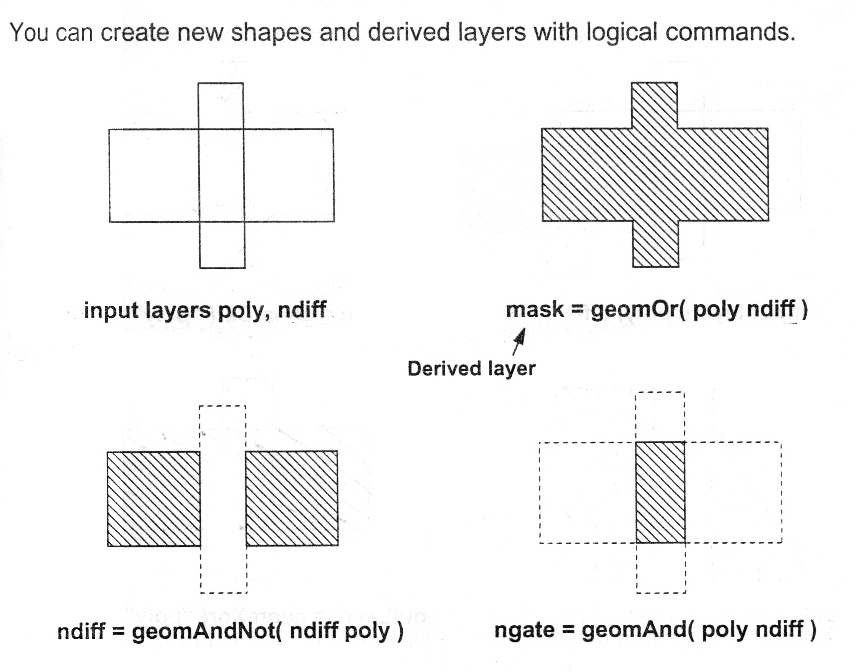 You can create new shapes and derived layers with logical commands.
input layers poly, ndiff
mask = geomOr( poly ndiff )
Derived layer
ndiff = geomAndNot( ndiff poly )
ngate = geomAnd( poly ndiff )